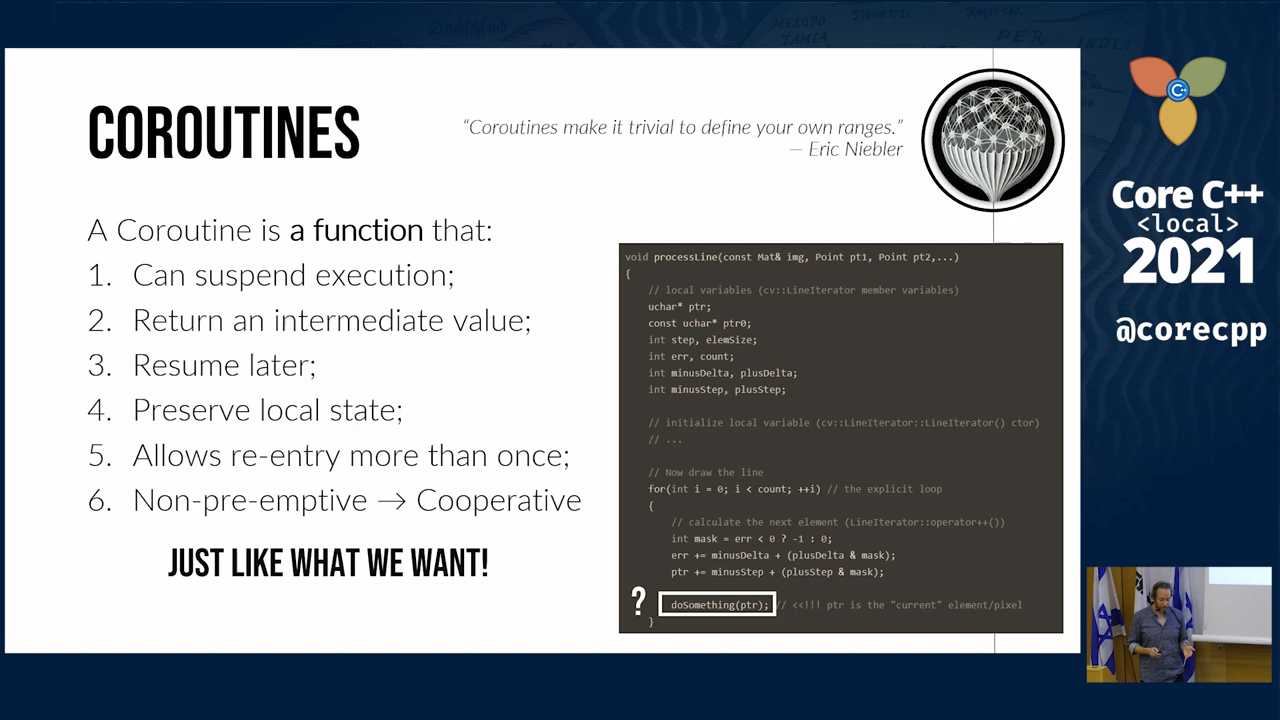 MESOPO
TAMIA
PER
INDIA
COROUTINES
“Coroutines make it trivial to define your own ranges.”
— Eric Niebler
A Coroutine is a function that:
1. Can suspend execution;
2. Return an intermediate value;
3. Resume later;
4. Preserve local state;
5. Allows re-entry more than once;
6. Non-pre-emptive → Cooperative
JUST LIKE WHAT WE WANT!
void processLine(const Mat& img, Point pt1, Point pt2,...)
{
// local variables (cv::LineIterator member variables)
uchar* ptr;
const uchar* ptr0;
int step, elemSize;
int err, count;
int minusDelta, plusDelta;
int minusStep, plusStep;
// initialize local variable (cv::LineIterator::LineIterator() ctor)
// ...
// Now draw the line
for(int i = 0; i < count; ++i) // the explicit loop
{
// calculate the next element (LineIterator::operator++())
int mask = err < 0 ? -1 : 0;
err += minusDelta + (plusDelta & mask);
ptr += minusStep + (plusStep & mask);
? doSomething(ptr); // <<!!! ptr is the "current" element/pixel
}
C++
Core C++
<local>
2021
@corecpp